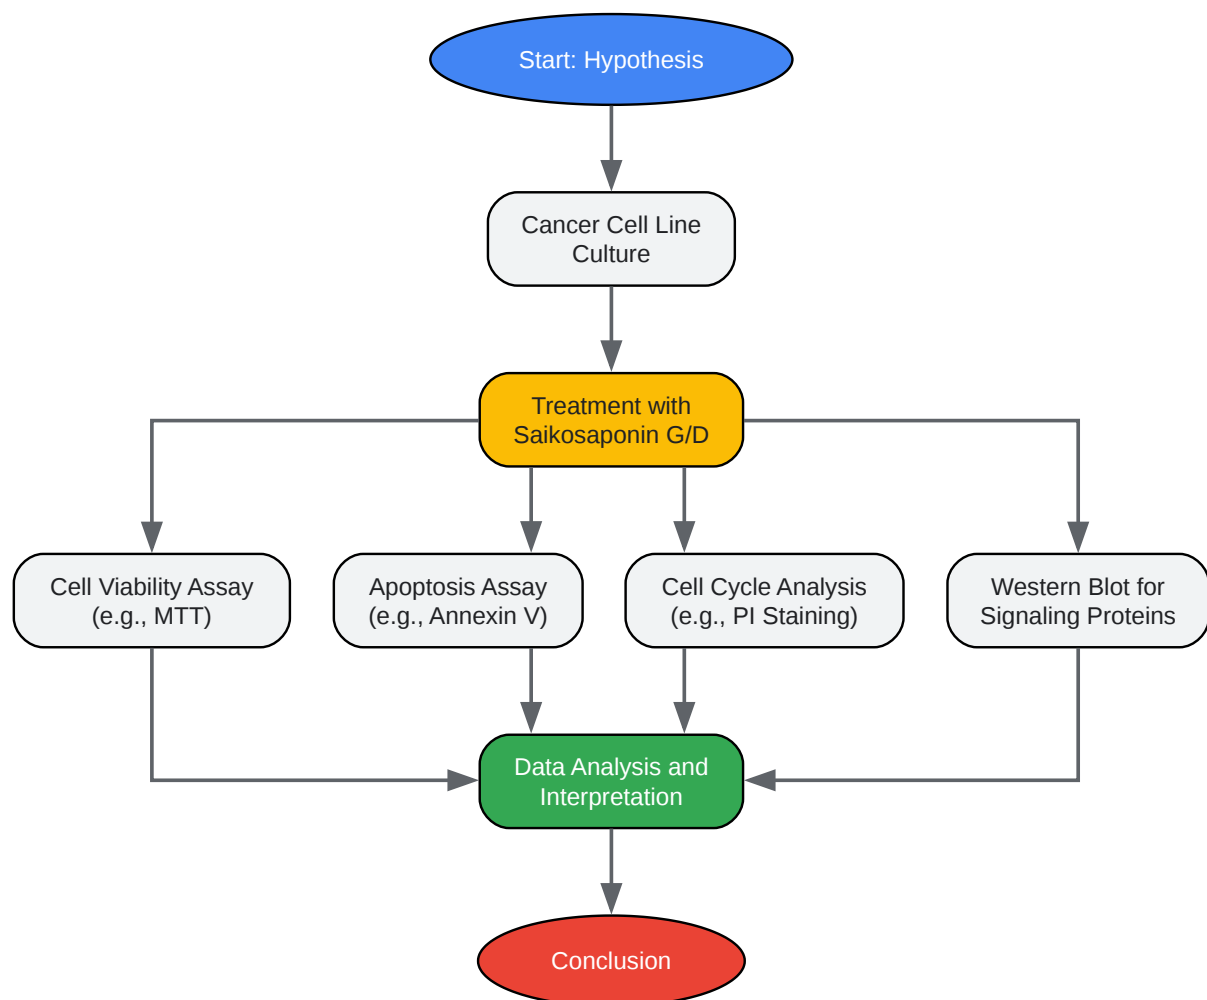 Start: Hypothesis
Cancer Cell Line
Culture
Treatment with
Saikosaponin G/D
Cell Viability Assay
(e.g., MTT)
Apoptosis Assay
(e.g., Annexin V)
Cell Cycle Analysis
(e.g., PI Staining)
Western Blot for
Signaling Proteins
Data Analysis and
Interpretation
Conclusion